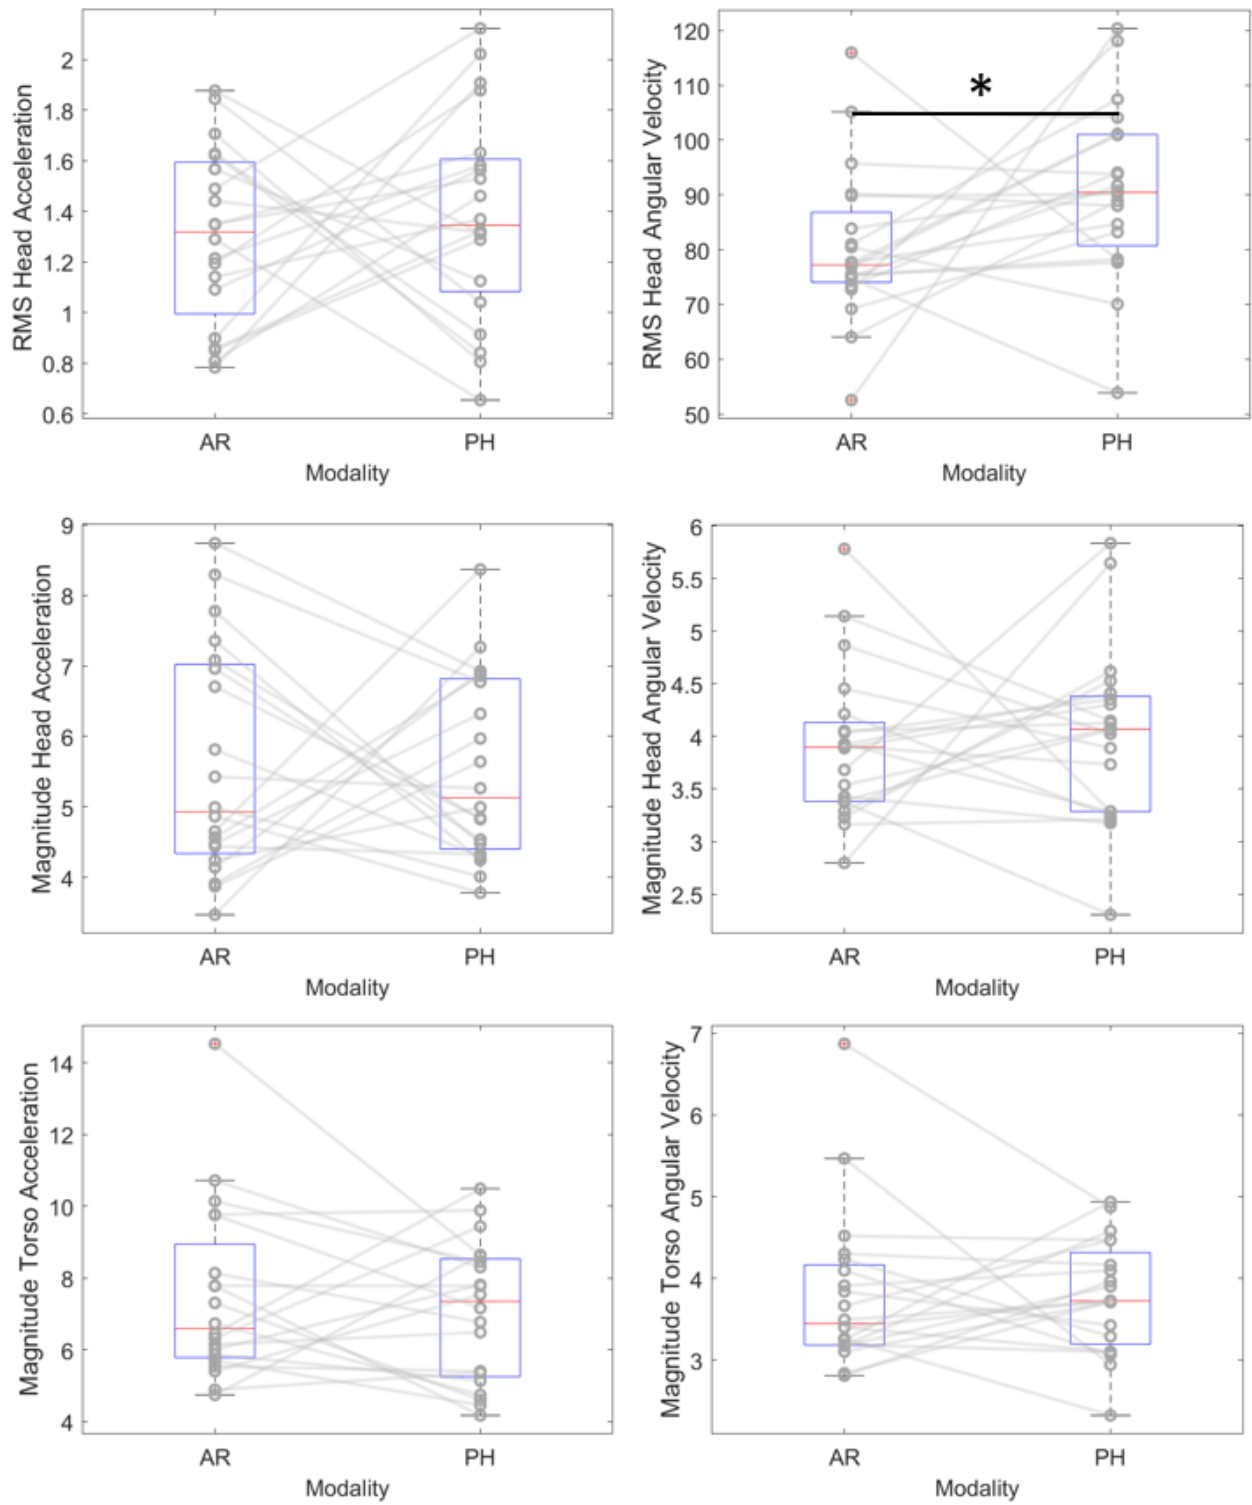 RMS Head Acceleration
2
1.8
1.6
1.4
1.2
1
0.8
0.6
AR
PH
Modality
RMS Head Angular Velocity
120
110
100
90
80
70
60
50
*
AR
PH
Modality
Magnitude Head Acceleration
9
8
7
6
5
4
AR
PH
Modality
Magnitude Head Angular Velocity
6
5.5
5
4.5
4
3.5
3
2.5
AR
PH
Modality
Magnitude Torso Acceleration
14
12
10
8
6
4
AR
PH
Modality
Magnitude Torso Angular Velocity
7
6
5
4
3
AR
PH
Modality